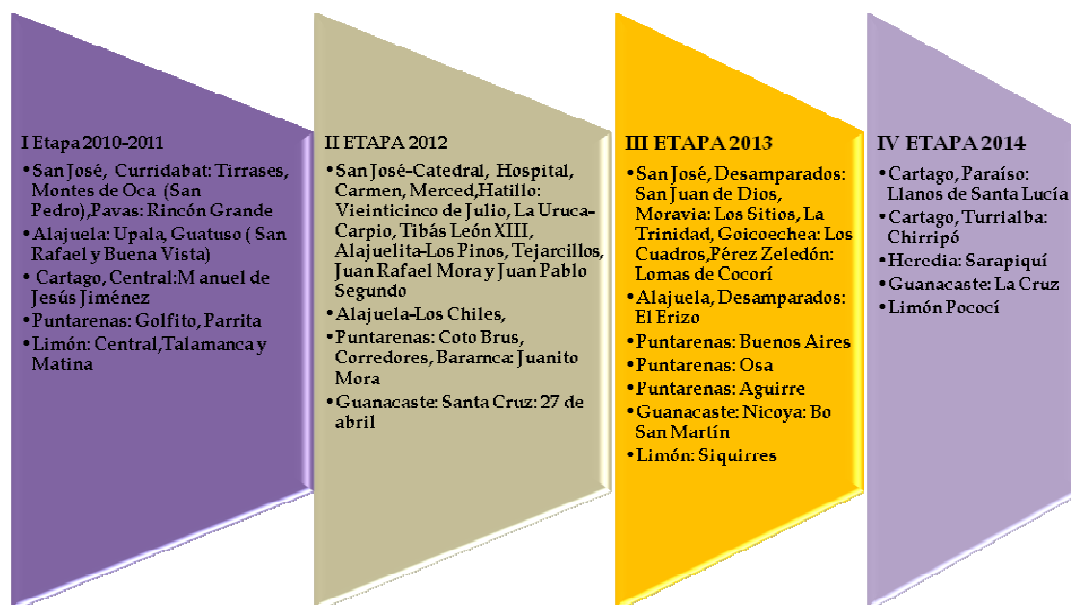 I Etapa 2010-2011
•San José, Curridabat: Tirrases,
Montes de Oca (San
Pedro),Pavas: Rincón Grande
•Alajuela: Upala, Guatuso ( San
Rafael y Buena Vista)
• Cartago, Central:Manuel de
Jesús Jiménez
•Puntarenas: Golfito, Parrita
•Limón: Central,Talamanca y
Matina
II ETAPA 2012
•San José-Catedral, Hospital,
Carmen, Merced,Hatillo:
Vieinticinco de Julio, La Uruca-
Carpio, Tibás León XIII,
Alajuelita-Los Pinos, Tejarcillos,
Juan Rafael Mora y Juan Pablo
Segundo
•Alajuela-Los Chiles,
•Puntarenas: Coto Brus,
Corredores, Bararnca: Juanito
Mora
•Guanacaste: Santa Cruz: 27 de
abril
III ETAPA 2013
•San José, Desamparados:
San Juan de Dios,
Moravia: Los Sitios, La
Trinidad, Goicoechea: Los
Cuadros,Pérez Zeledón:
Lomas de Cocorí
•Alajuela, Desamparados:
El Erizo
•Puntarenas: Buenos Aires
•Puntarenas: Osa
•Puntarenas: Aguirre
•Guanacaste: Nicoya: Bo
San Martín
•Limón: Siquirres
IV ETAPA 2014
•Cartago, Paraíso:
Llanos de Santa Lucía
•Cartago, Turrialba:
Chirripó
•Heredia: Sarapiquí
•Guanacaste: La Cruz
•Limón Pococí